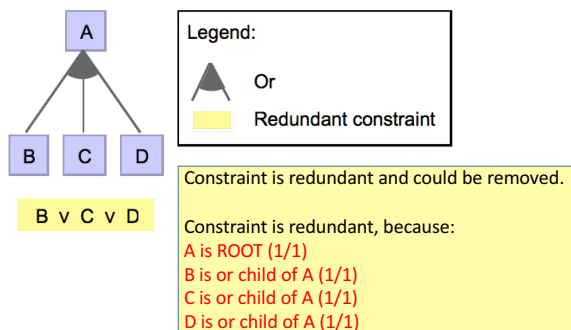 A
B C D
B v C v D
Legend:
Or
Redundant constraint
Constraint is redundant and could be removed.
Constraint is redundant, because:
A is ROOT (1/1)
B is or child of A (1/1)
C is or child of A (1/1)
D is or child of A (1/1)